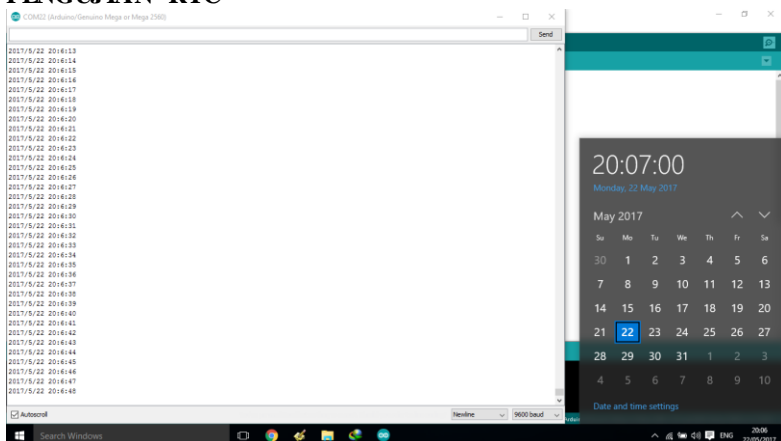 PENGUJIAN RTC
COM22 (Arduino/Genuino Mega or Mega 2560)
Send
2017/5/22 20:6:13
2017/5/22 20:6:14
2017/5/22 20:6:15
2017/5/22 20:6:16
2017/5/22 20:6:17
2017/5/22 20:6:18
2017/5/22 20:6:19
2017/5/22 20:6:20
2017/5/22 20:6:21
2017/5/22 20:6:22
2017/5/22 20:6:23
2017/5/22 20:6:24
2017/5/22 20:6:25
2017/5/22 20:6:26
2017/5/22 20:6:27
2017/5/22 20:6:28
2017/5/22 20:6:29
2017/5/22 20:6:30
2017/5/22 20:6:31
2017/5/22 20:6:32
2017/5/22 20:6:33
2017/5/22 20:6:34
2017/5/22 20:6:35
2017/5/22 20:6:36
2017/5/22 20:6:37
2017/5/22 20:6:38
2017/5/22 20:6:39
2017/5/22 20:6:40
2017/5/22 20:6:41
2017/5/22 20:6:42
2017/5/22 20:6:43
2017/5/22 20:6:44
2017/5/22 20:6:45
2017/5/22 20:6:46
2017/5/22 20:6:47
2017/5/22 20:6:48
Autoscroll
Newline
9600 baud
20:07:00
Monday, 22 May 2017
May 2017
Su Mo Tu We Th Fr Sa
30 1 2 3 4 5 6
7 8 9 10 11 12 13
14 15 16 17 18 19 20
21 22 23 24 25 26 27
28 29 30 31 1 2 3
4 5 6 7 8 9 10
Date and time settings
Search Windows
ENG
20:06
22/05/2017